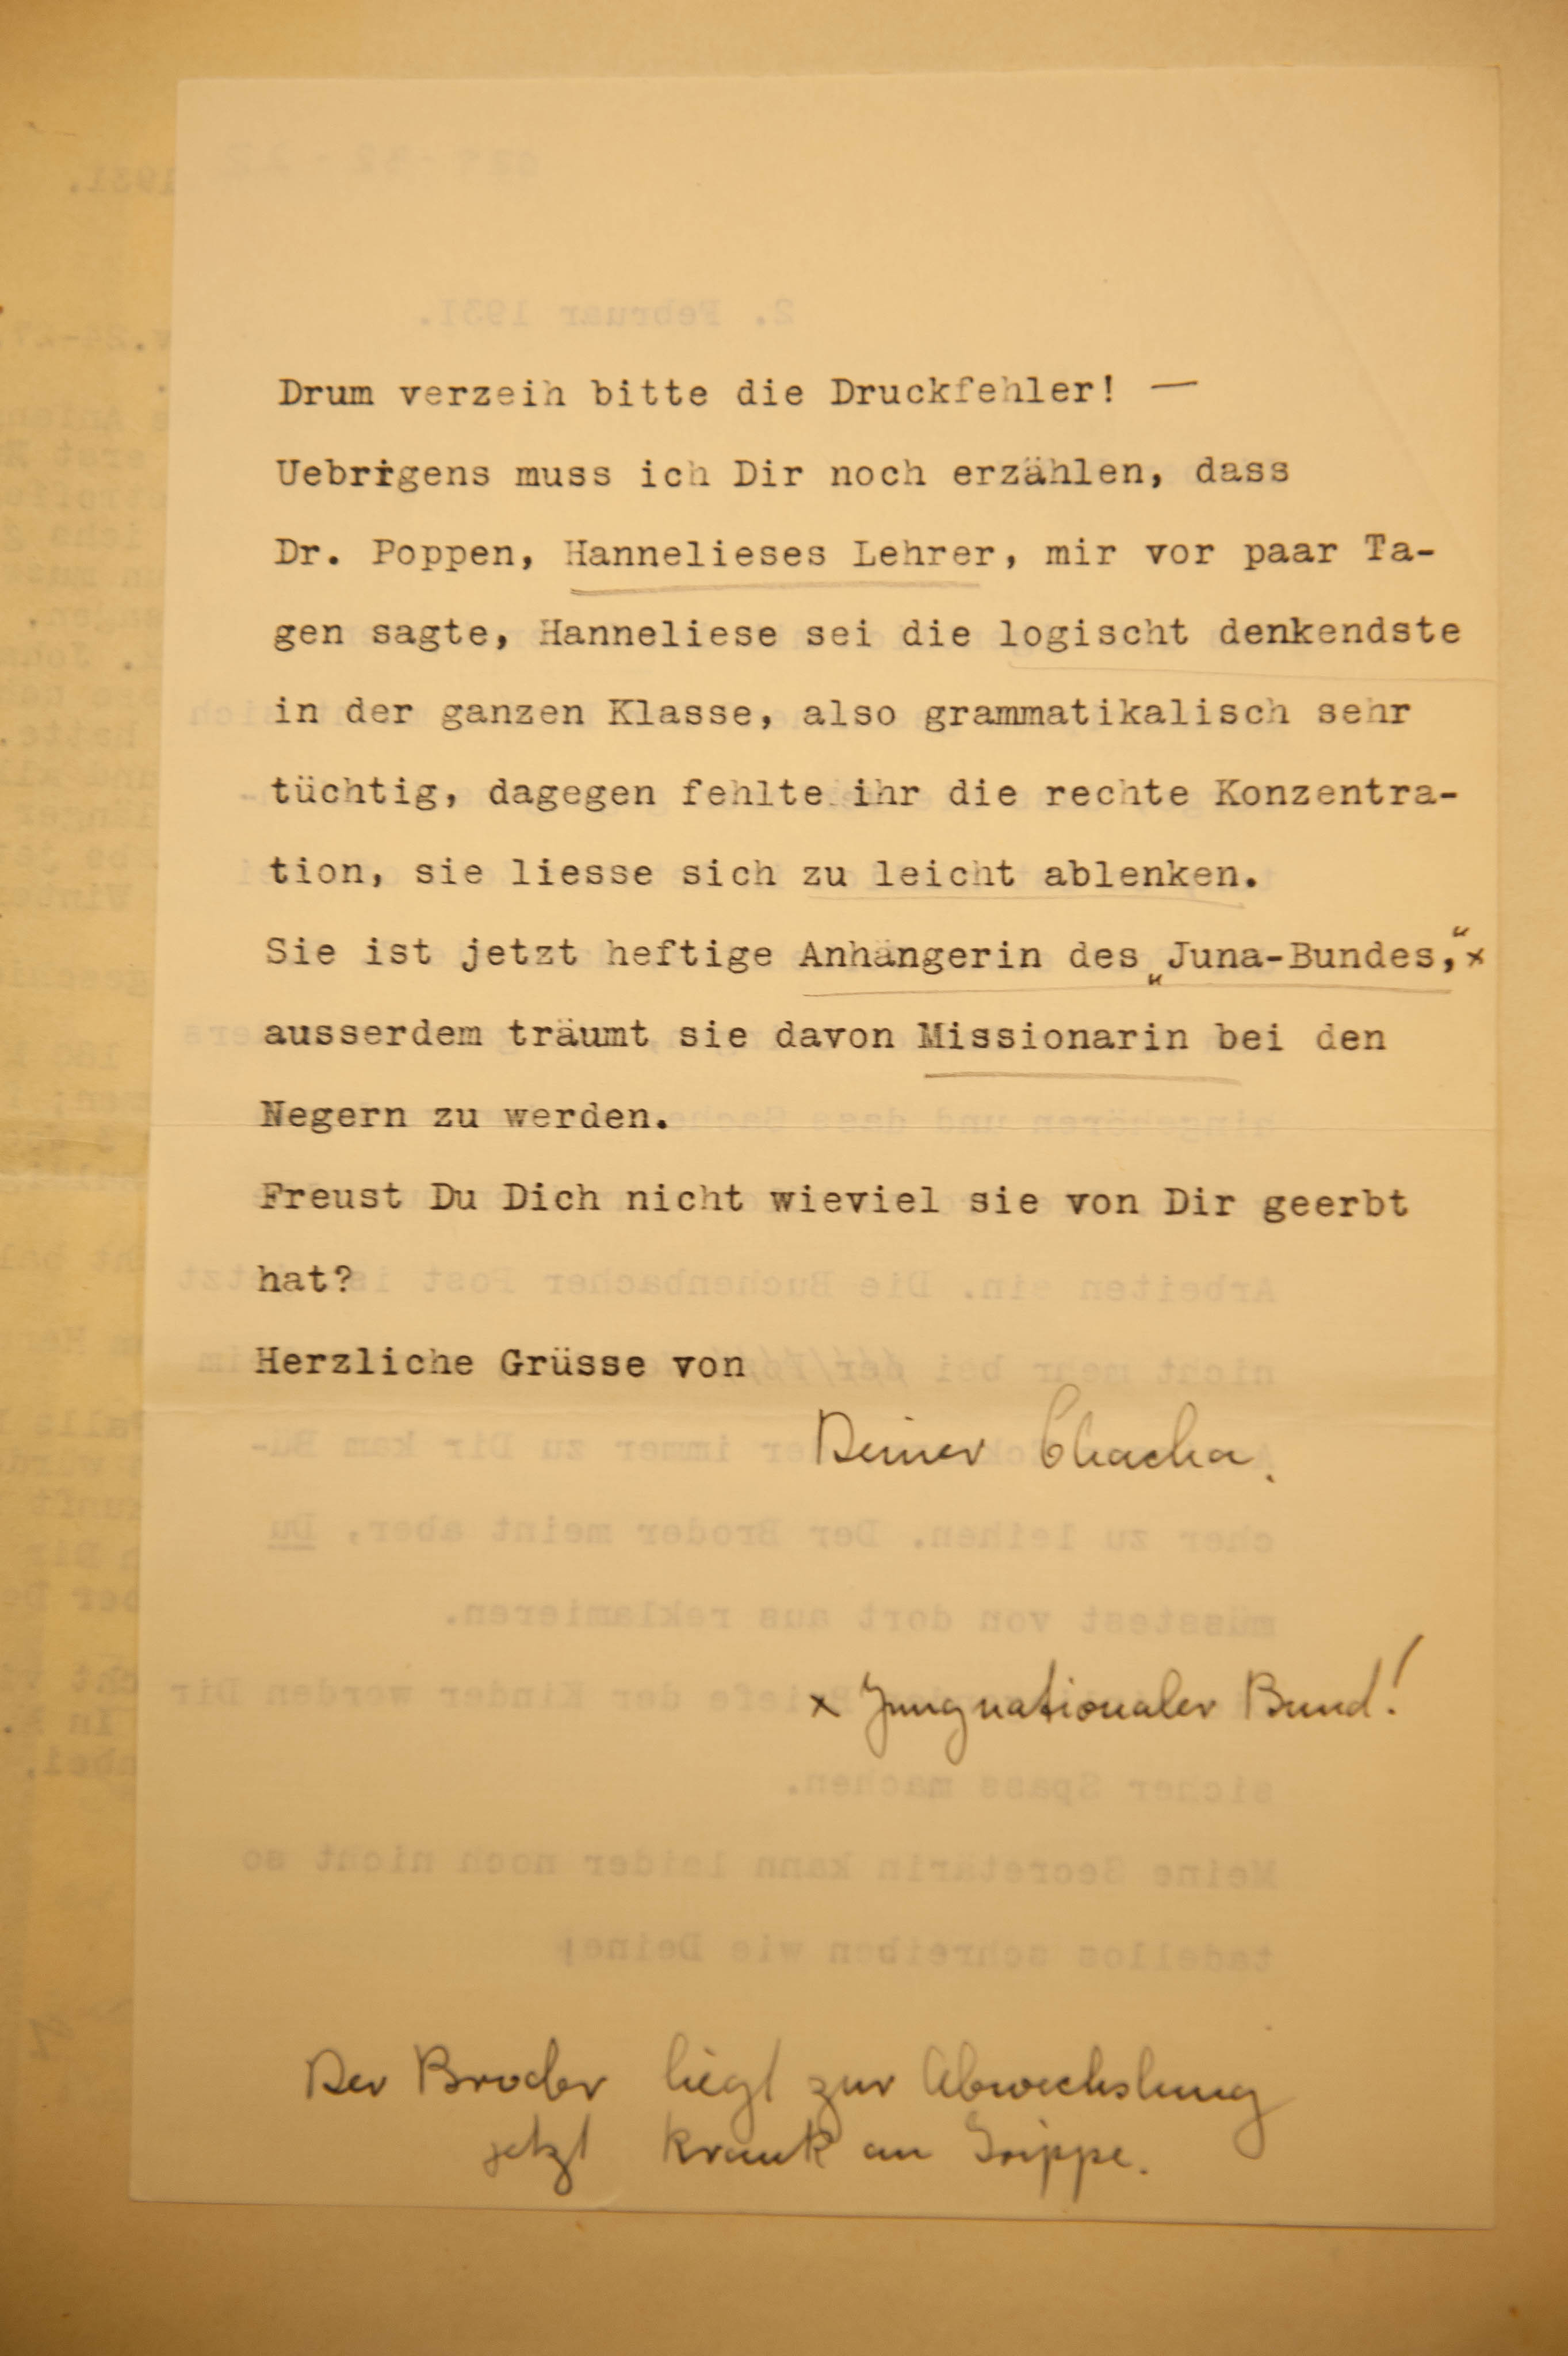 Drum verzeih bitte die Druckfehler! —
Uebrigens muss ich Dir noch erzählen, dass
Dr. Poppen, Hannelieses Lehrer, mir vor paar Ta-
gen sagte, Hanneliese sei die logischt denkendste
in der ganzen Klasse, also grammatikalisch sehr
tüchtig, dagegen fehlte ihr die rechte Konzentra-
tion, sie liesse sich zu leicht ablenken.
Sie ist jetzt heftige Anhängerin des „Juna-Bundes,“ x
ausserdem träumt sie davon Missionarin bei den
Negern zu werden.
Freust Du Dich nicht wieviel sie von Dir geerbt
hat?
Herzliche Grüsse von
Deiner Chacha.
x Jungnationaler Bund!
Der Broder liegt zur Abwechslung
jetzt krank an Grippe.